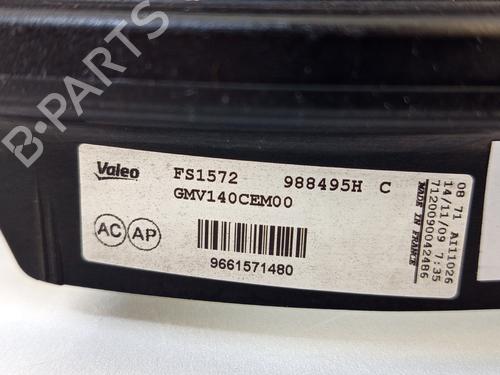 B-PARTS
Valeo FS1572 988495H C
GMV140CEM00
AC AP
9661571480
08 71 AI11026
14/11/09 7:35
7120090042486
MADE IN FRANCE